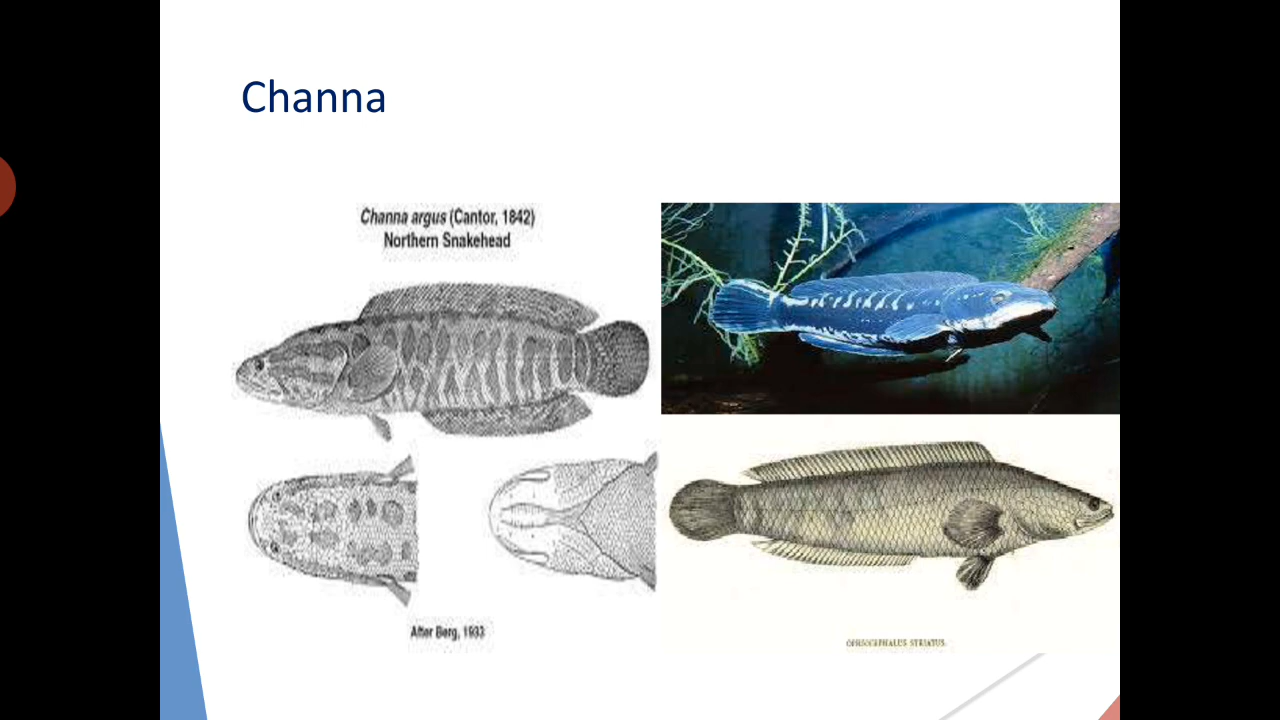 Channa
Channa argus (Cantor, 1842)
Northern Snakehead
After Berg, 1933
OPHIOCEPHALUS STRIATUS.